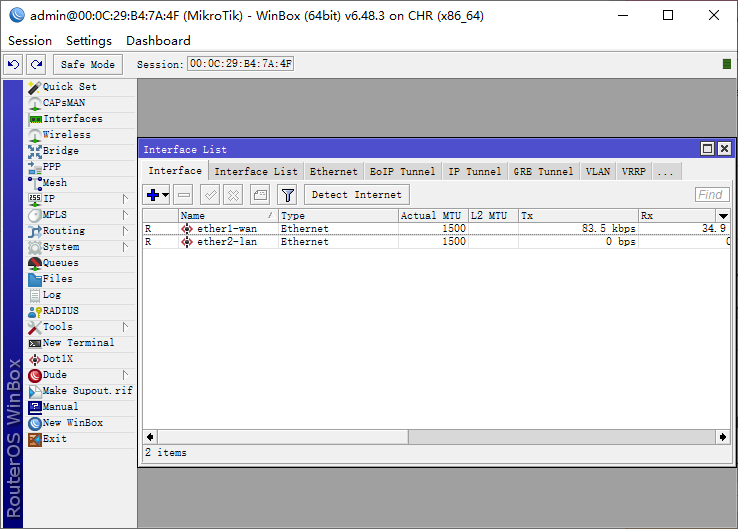 admin@00:0C:29:B4:7A:4F (MikroTik) - WinBox (64bit) v6.48.3 on CHR (x86_64)
Session Settings Dashboard
Safe Mode Session: 00:0C:29:B4:7A:4F
Quick Set
CAPsMAN
Interfaces
Wireless
Bridge
PPP
Mesh
IP
MPLS
Routing
System
Queues
Files
Log
RADIUS
Tools
New Terminal
Dot1X
Dude
Make Supout.rif
Manual
New WinBox
Exit
RouterOS WinBox
Interface List
Interface Interface List Ethernet EoIP Tunnel IP Tunnel GRE Tunnel VLAN VRRP ...
Detect Internet Find
Name Type Actual MTU L2 MTU Tx Rx
R ether1-wan Ethernet 1500 83.5 kbps 34.9
R ether2-lan Ethernet 1500 0 bps 0
2 items